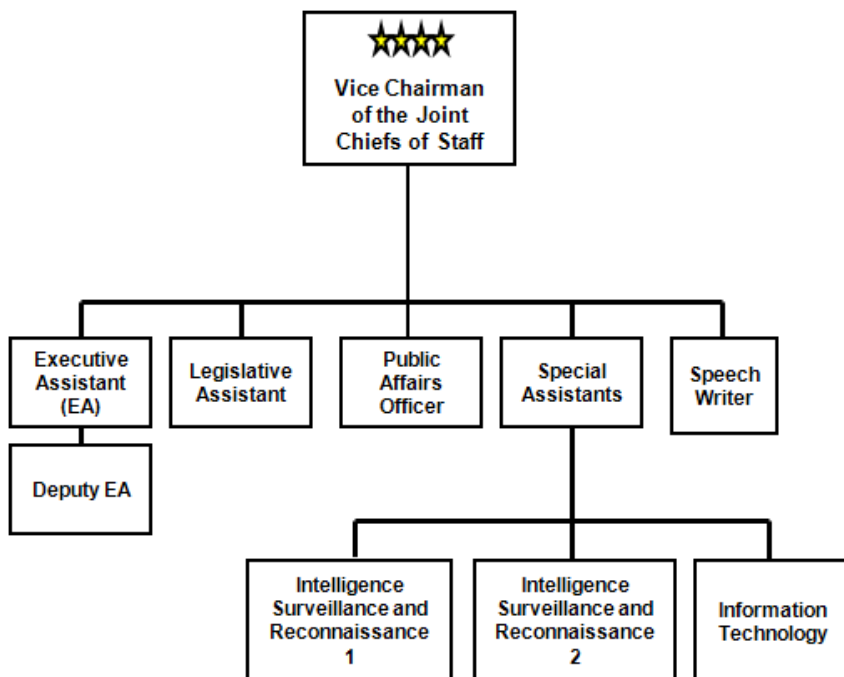 Vice Chairman
of the Joint
Chiefs of Staff
Executive
Assistant
(EA)
Legislative
Assistant
Public
Affairs
Officer
Special
Assistants
Speech
Writer
Deputy EA
Intelligence
Surveillance and
Reconnaissance
1
Intelligence
Surveillance and
Reconnaissance
2
Information
Technology